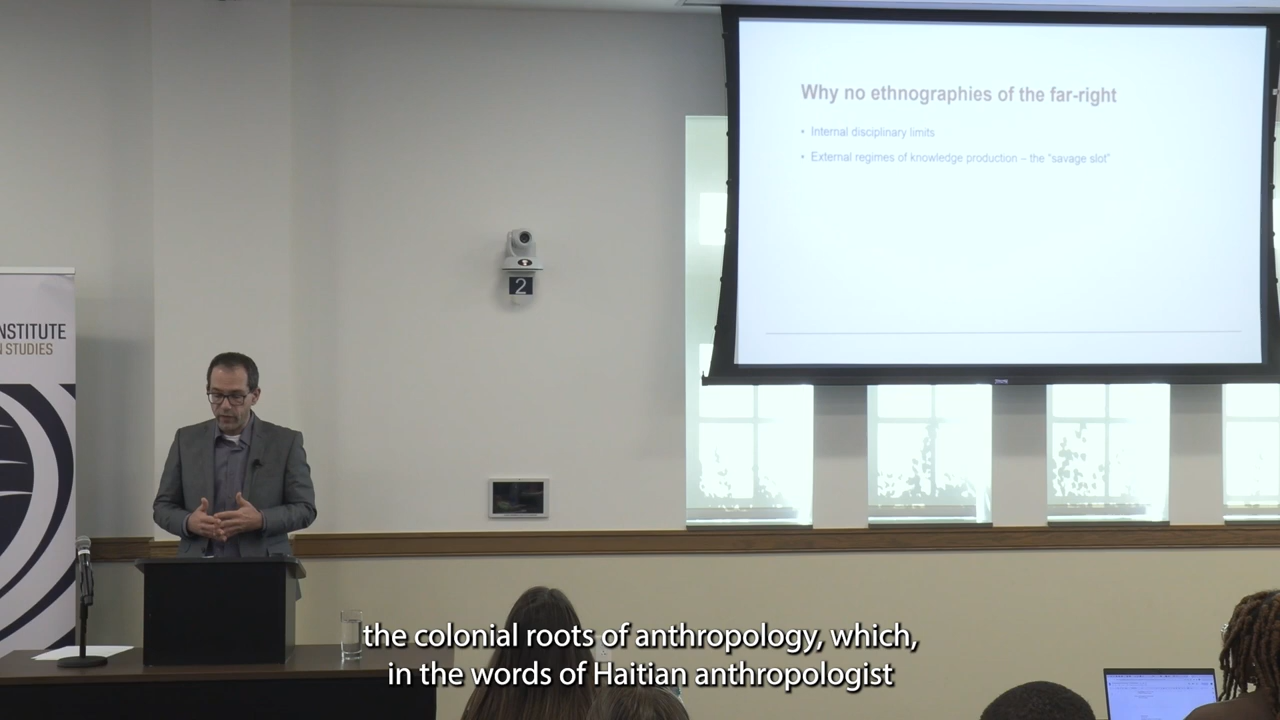 Why no ethnographies of the far-right
• Internal disciplinary limits
• External regimes of knowledge production – the "savage slot"
2
NSTITUTE
N STUDIES
the colonial roots of anthropology, which,
in the words of Haitian anthropologist